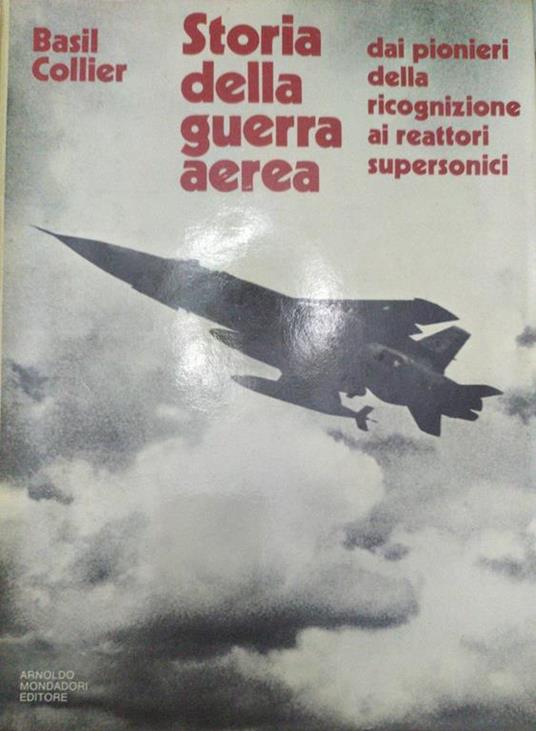 Basil
Collier
Storia
della
guerra
aerea
dai pionieri
della
ricognizione
ai reattori
supersonici
ARNOLDO
MONDADORI
EDITORE